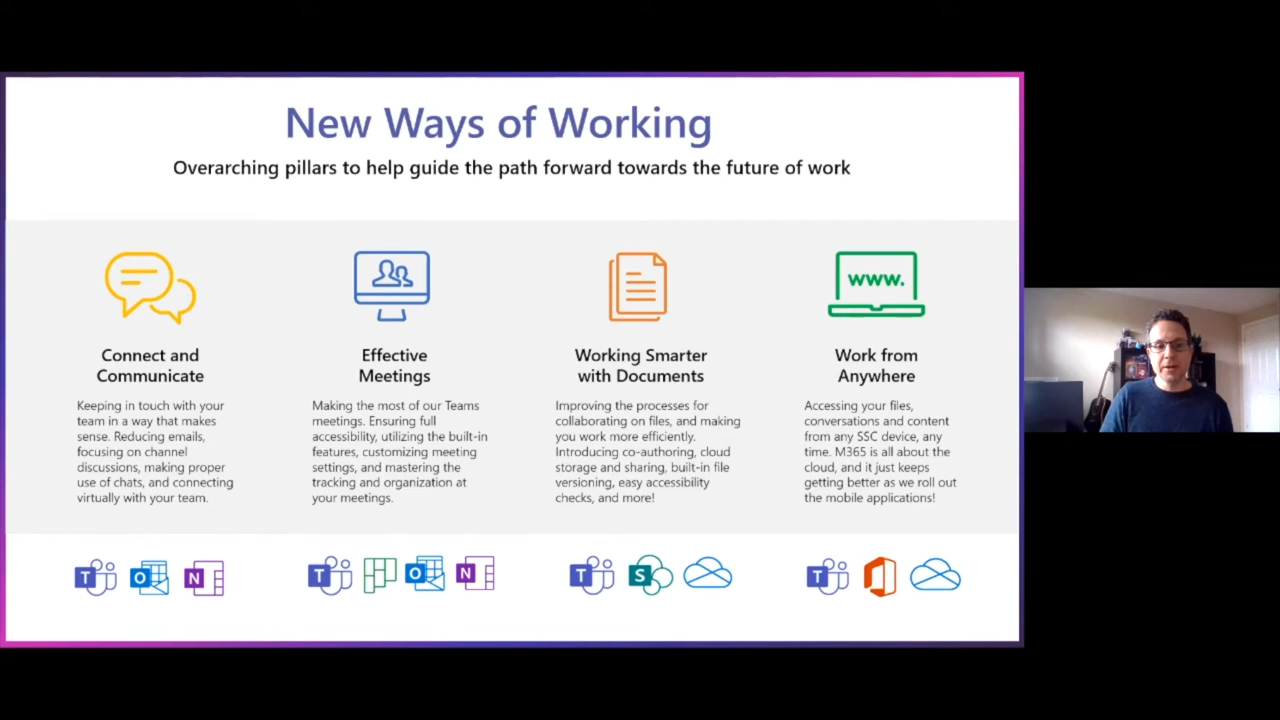 New Ways of Working
Overarching pillars to help guide the path forward towards the future of work
www.
Connect and
Communicate
Keeping in touch with your
team in a way that makes
sense. Reducing emails,
focusing on channel
discussions, making proper
use of chats, and connecting
virtually with your team.
Effective
Meetings
Making the most of our Teams
meetings. Ensuring full
accessibility, utilizing the built-in
features, customizing meeting
settings, and mastering the
tracking and organization at
your meetings.
Working Smarter
with Documents
Improving the processes for
collaborating on files, and making
you work more efficiently.
Introducing co-authoring, cloud
storage and sharing, built-in file
versioning, easy accessibility
checks, and more!
Work from
Anywhere
Accessing your files,
conversations and content
from any SSC device, any
time. M365 is all about the
cloud, and it just keeps
getting better as we roll out
the mobile applications!
T O N
T O N
T S
T